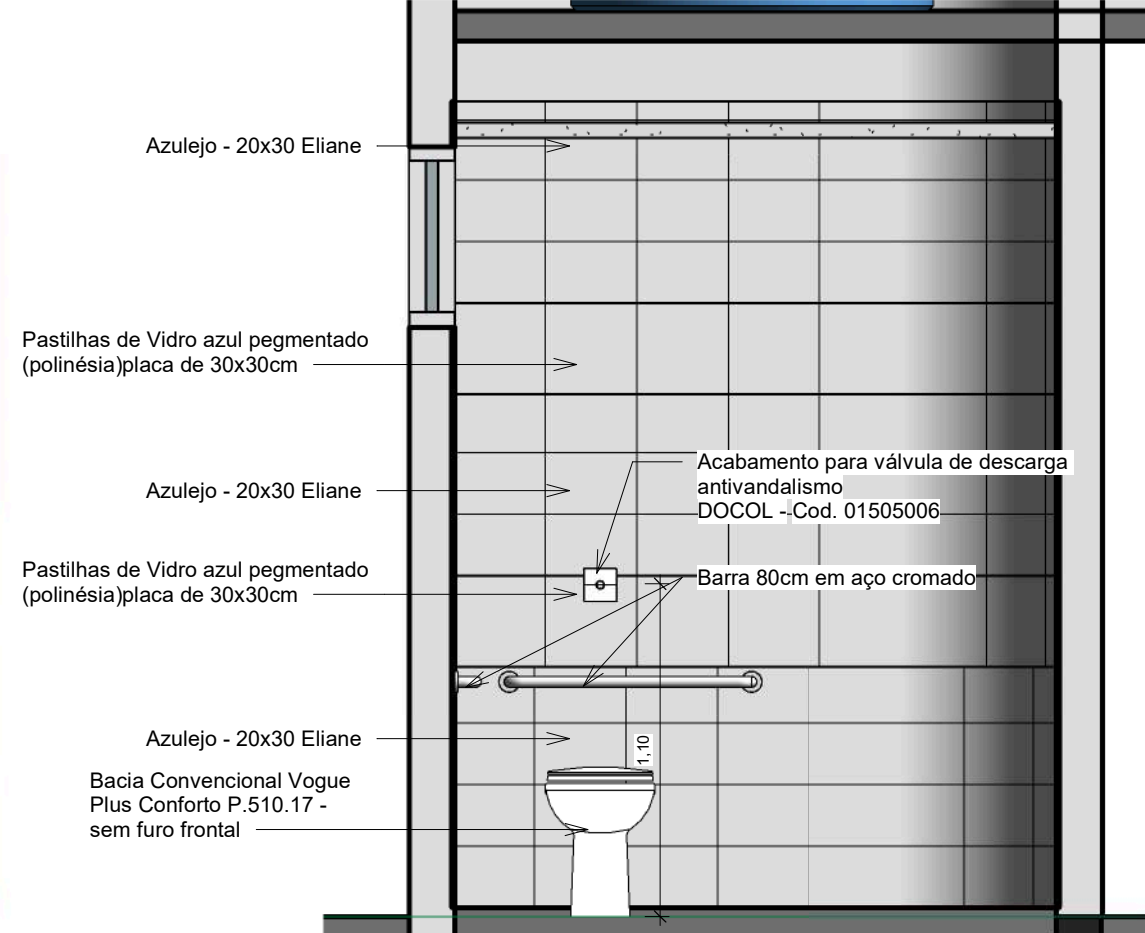 Azulejo - 20x30 Eliane
Pastilhas de Vidro azul pegmentado
(polinésia)placa de 30x30cm
Acabamento para válvula de descarga
antivandalismo
DOCOL - Cod. 01505006
Azulejo - 20x30 Eliane
Pastilhas de Vidro azul pegmentado
(polinésia)placa de 30x30cm
Barra 80cm em aço cromado
Azulejo - 20x30 Eliane
1,10
Bacia Convencional Vogue
Plus Conforto P.510.17 -
sem furo frontal